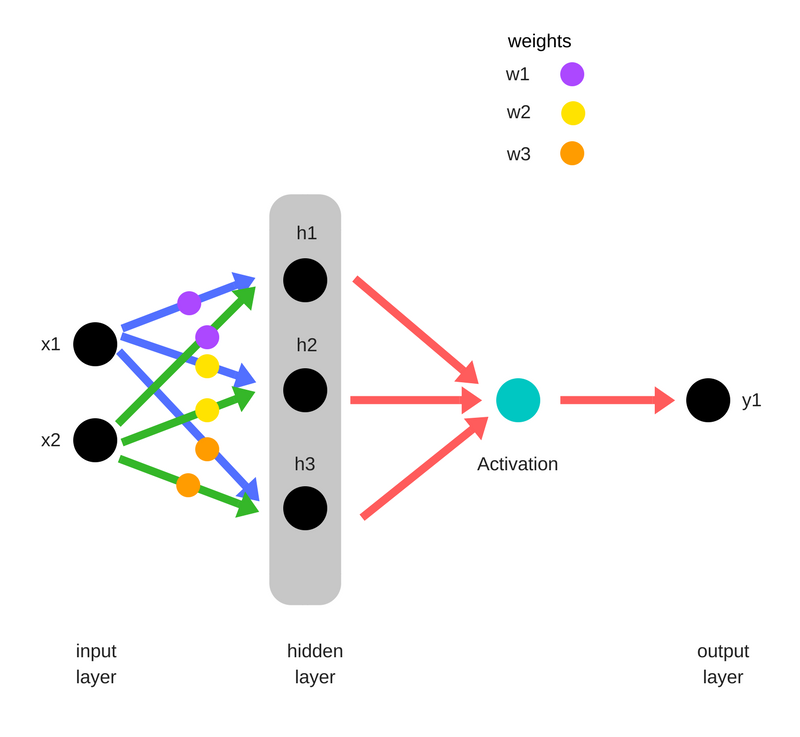 weights
w1
w2
w3
h1
x1
h2
x2
y1
h3
Activation
input
layer
hidden
layer
output
layer